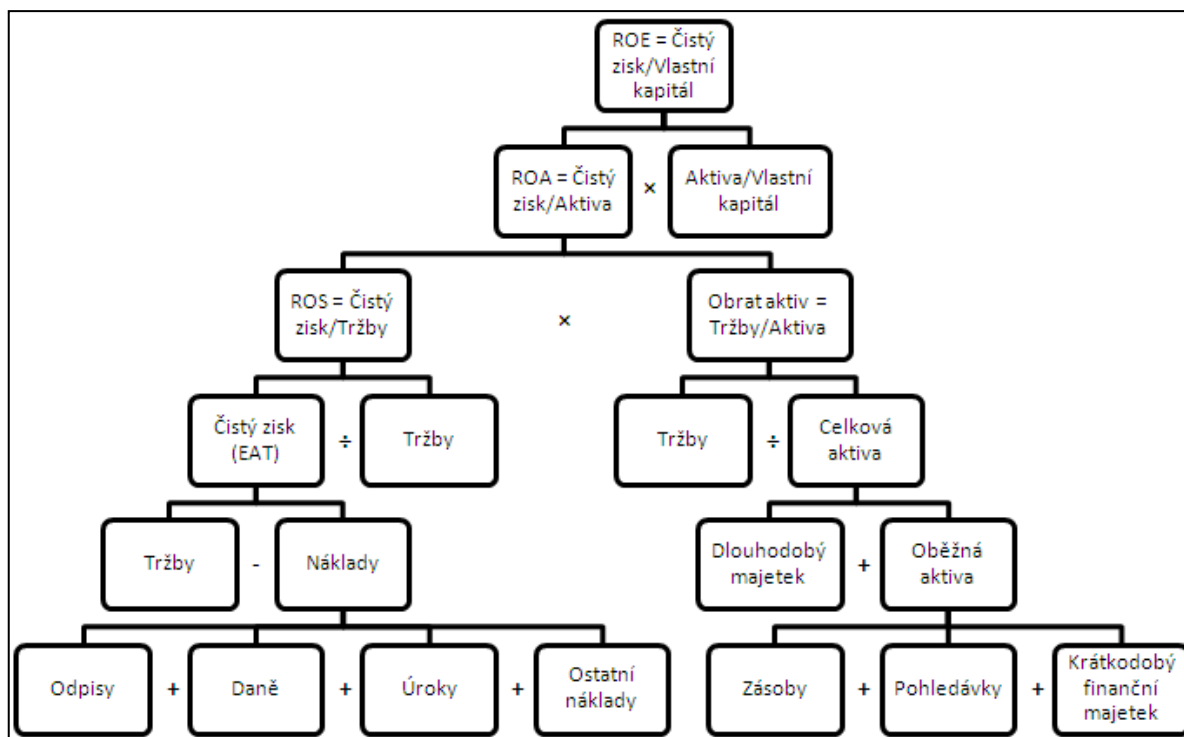 ROE = Čistý
zisk/Vlastní
kapitál
ROA = Čistý
zisk/Aktiva
×
Aktiva/Vlastní
kapitál
ROS = Čistý
zisk/Tržby
×
Obrat aktiv =
Tržby/Aktiva
Čistý zisk
(EAT)
÷
Tržby
Tržby
÷
Celková
aktiva
Tržby
-
Náklady
Dlouhodobý
majetek
+
Oběžná
aktiva
Odpisy
+
Daně
+
Úroky
+
Ostatní
náklady
Zásoby
+
Pohledávky
+
Krátkodobý
finanční
majetek